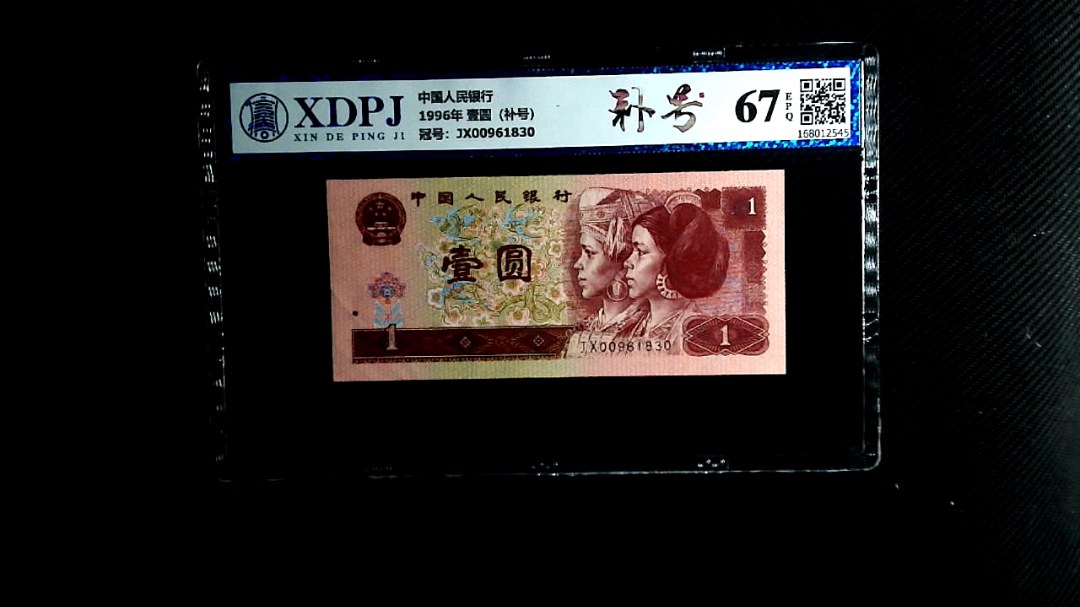 XDPJ
XIN DE PING JI
中国人民银行
1996年 壹圆（补号）
冠号：JX00961830
补号
67
EPQ
168012545
中国人民银行
1
壹圆
1
JX00961830
1